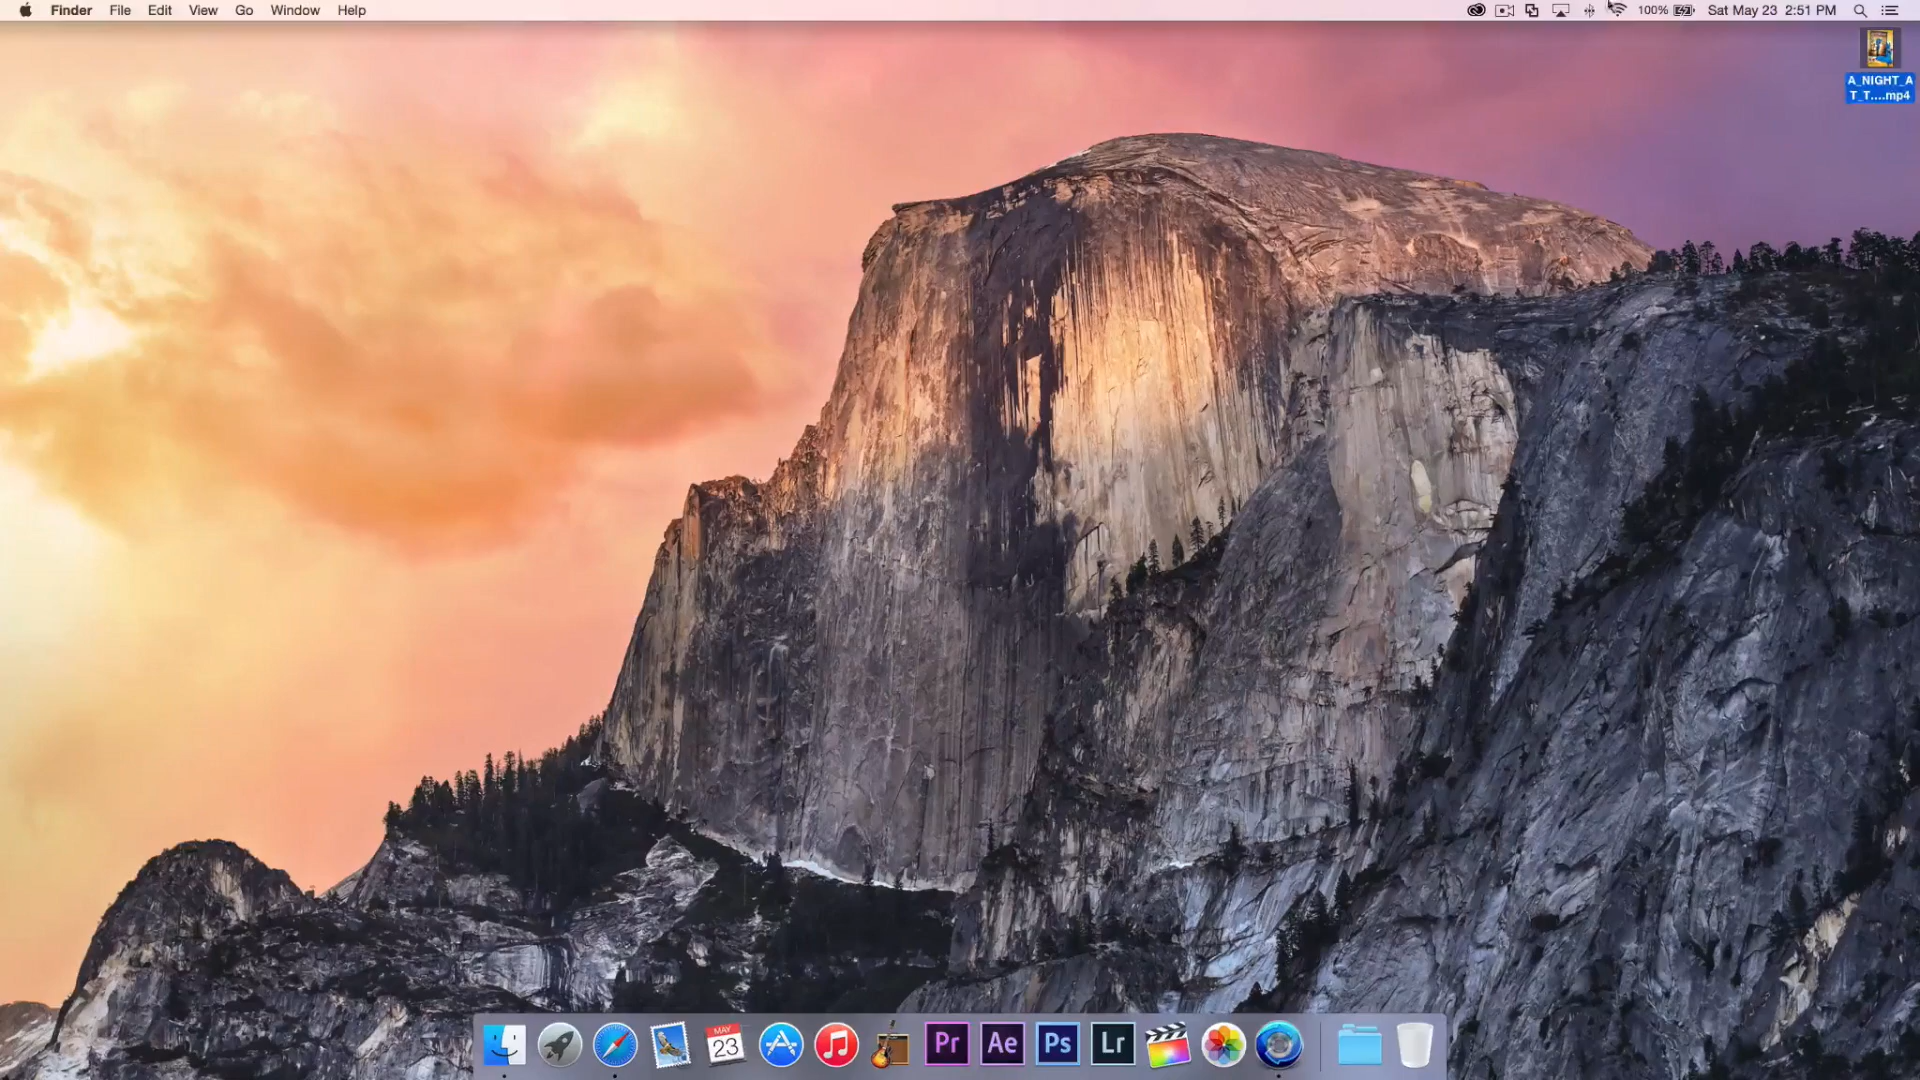 Finder File Edit View Go Window Help 100% Sat May 23 2:51 PM
A_NIGHT_A
T_T....mp4
MAY
23
Pr Ae Ps Lr